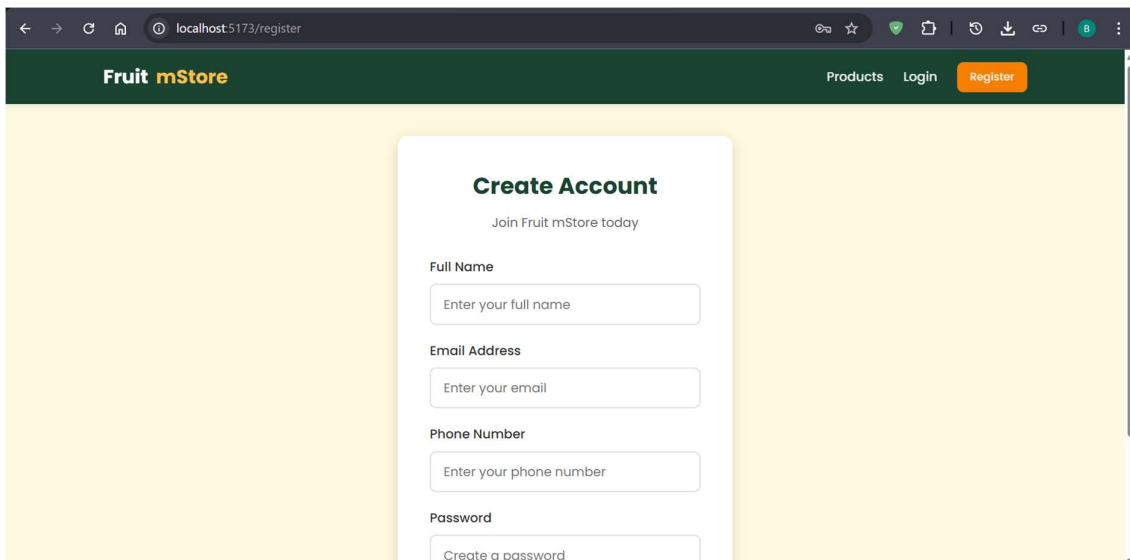 localhost:5173/register
B
Fruit mStore
Products Login Register
Create Account
Join Fruit mStore today
Full Name
Enter your full name
Email Address
Enter your email
Phone Number
Enter your phone number
Password
Create a password